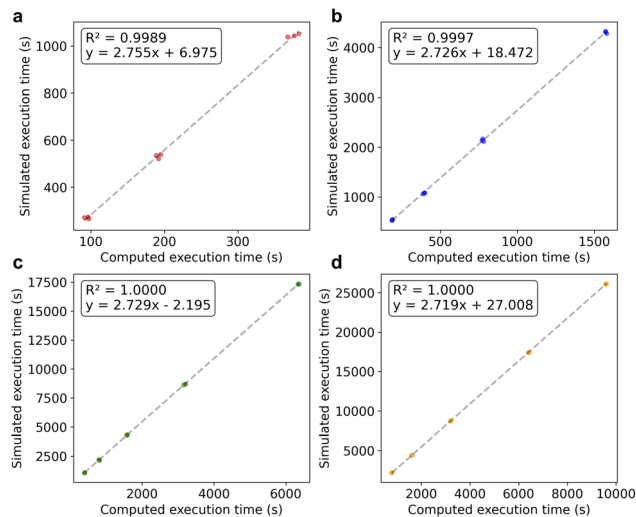 a
R² = 0.9989
y = 2.755x + 6.975
Simulated execution time (s)
1000
800
600
400
100
200
300
Computed execution time (s)
b
R² = 0.9997
y = 2.726x + 18.472
Simulated execution time (s)
4000
3000
2000
1000
500
1000
1500
Computed execution time (s)
c
R² = 1.0000
y = 2.729x - 2.195
Simulated execution time (s)
17500
15000
12500
10000
7500
5000
2500
2000
4000
6000
Computed execution time (s)
d
R² = 1.0000
y = 2.719x + 27.008
Simulated execution time (s)
25000
20000
15000
10000
5000
2000
4000
6000
8000
10000
Computed execution time (s)